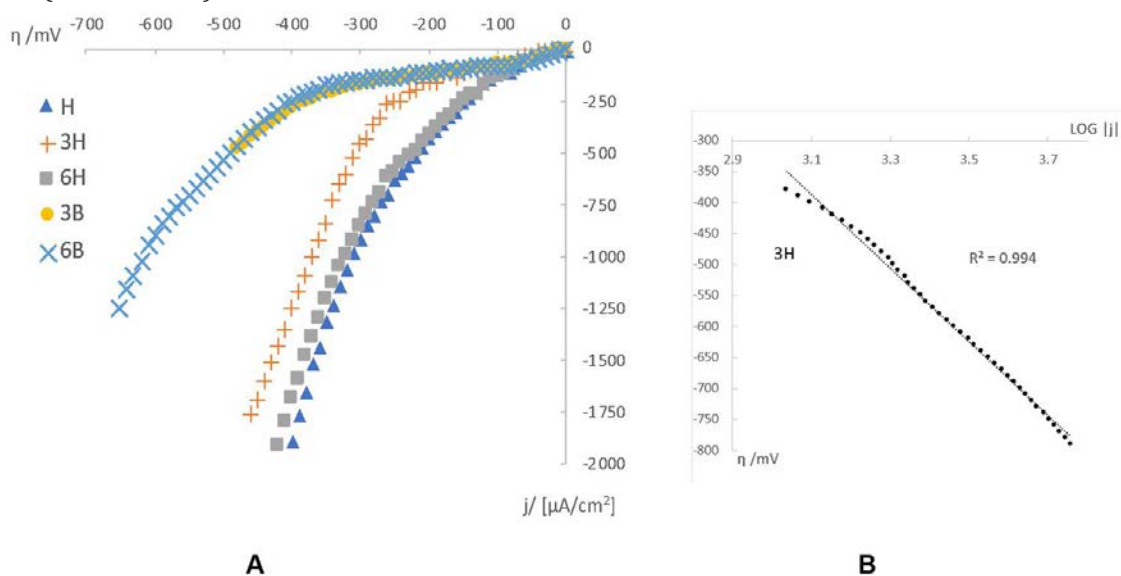 -700 -600 -500 -400 -300 -200 -100 0
η /mV
0
-250
-500
-750
-1000
-1250
-1500
-1750
-2000
H
3H
6H
3B
6B
j/ [μA/cm²]
A
LOG |j|
2.9 3.1 3.3 3.5 3.7
-300
-350
-400
-450
-500
-550
-600
-650
-700
-750
-800
3H
R² = 0.994
η /mV
B